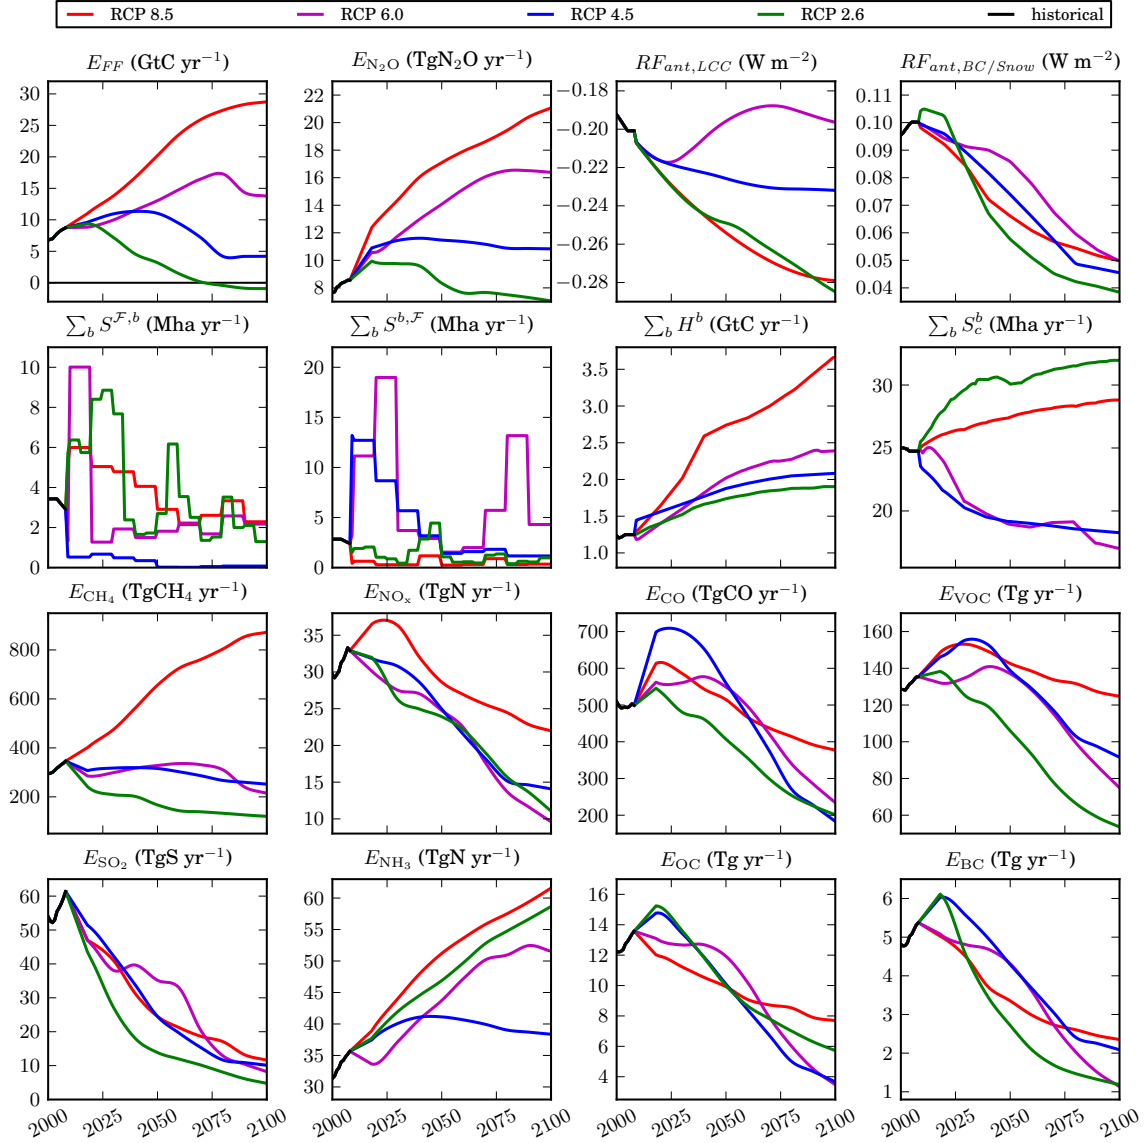 RCP 8.5 RCP 6.0 RCP 4.5 RCP 2.6 historical
E_FF (GtC yr⁻¹) E_N₂O (TgN₂O yr⁻¹) RF_ant,LCC (W m⁻²) RF_ant,BC/Snow (W m⁻²)
30 25 20 15 10 5 0
22 20 18 16 14 12 10 8
−0.18 −0.20 −0.22 −0.24 −0.26 −0.28
0.11 0.10 0.09 0.08 0.07 0.06 0.05 0.04
∑_b S^{ℱ,b} (Mha yr⁻¹) ∑_b S^{b,ℱ} (Mha yr⁻¹) ∑_b H^b (GtC yr⁻¹) ∑_b S_c^b (Mha yr⁻¹)
10 8 6 4 2 0
20 15 10 5 0
3.5 3.0 2.5 2.0 1.5 1.0
30 25 20
E_CH₄ (TgCH₄ yr⁻¹) E_NOₓ (TgN) E_CO (TgCO yr⁻¹) E_VOC (Tg yr⁻¹)
800 600 400 200
35 30 25 20 15 10
700 600 500 400 300 200
160 140 120 100 80 60
E_SO₂ (TgS yr⁻¹) E_NH₃ (TgN) E_OC (Tg yr⁻¹) E_BC (Tg yr⁻¹)
60 50 40 30 20 10 0
60 55 50 45 40 35 30
16 14 12 10 8 6 4
6 5 4 3 2 1
2000 2025 2050 2075 2100 2000 2025 2050 2075 2100 2000 2025 2050 2075 2100 2000 2025 2050 2075 2100